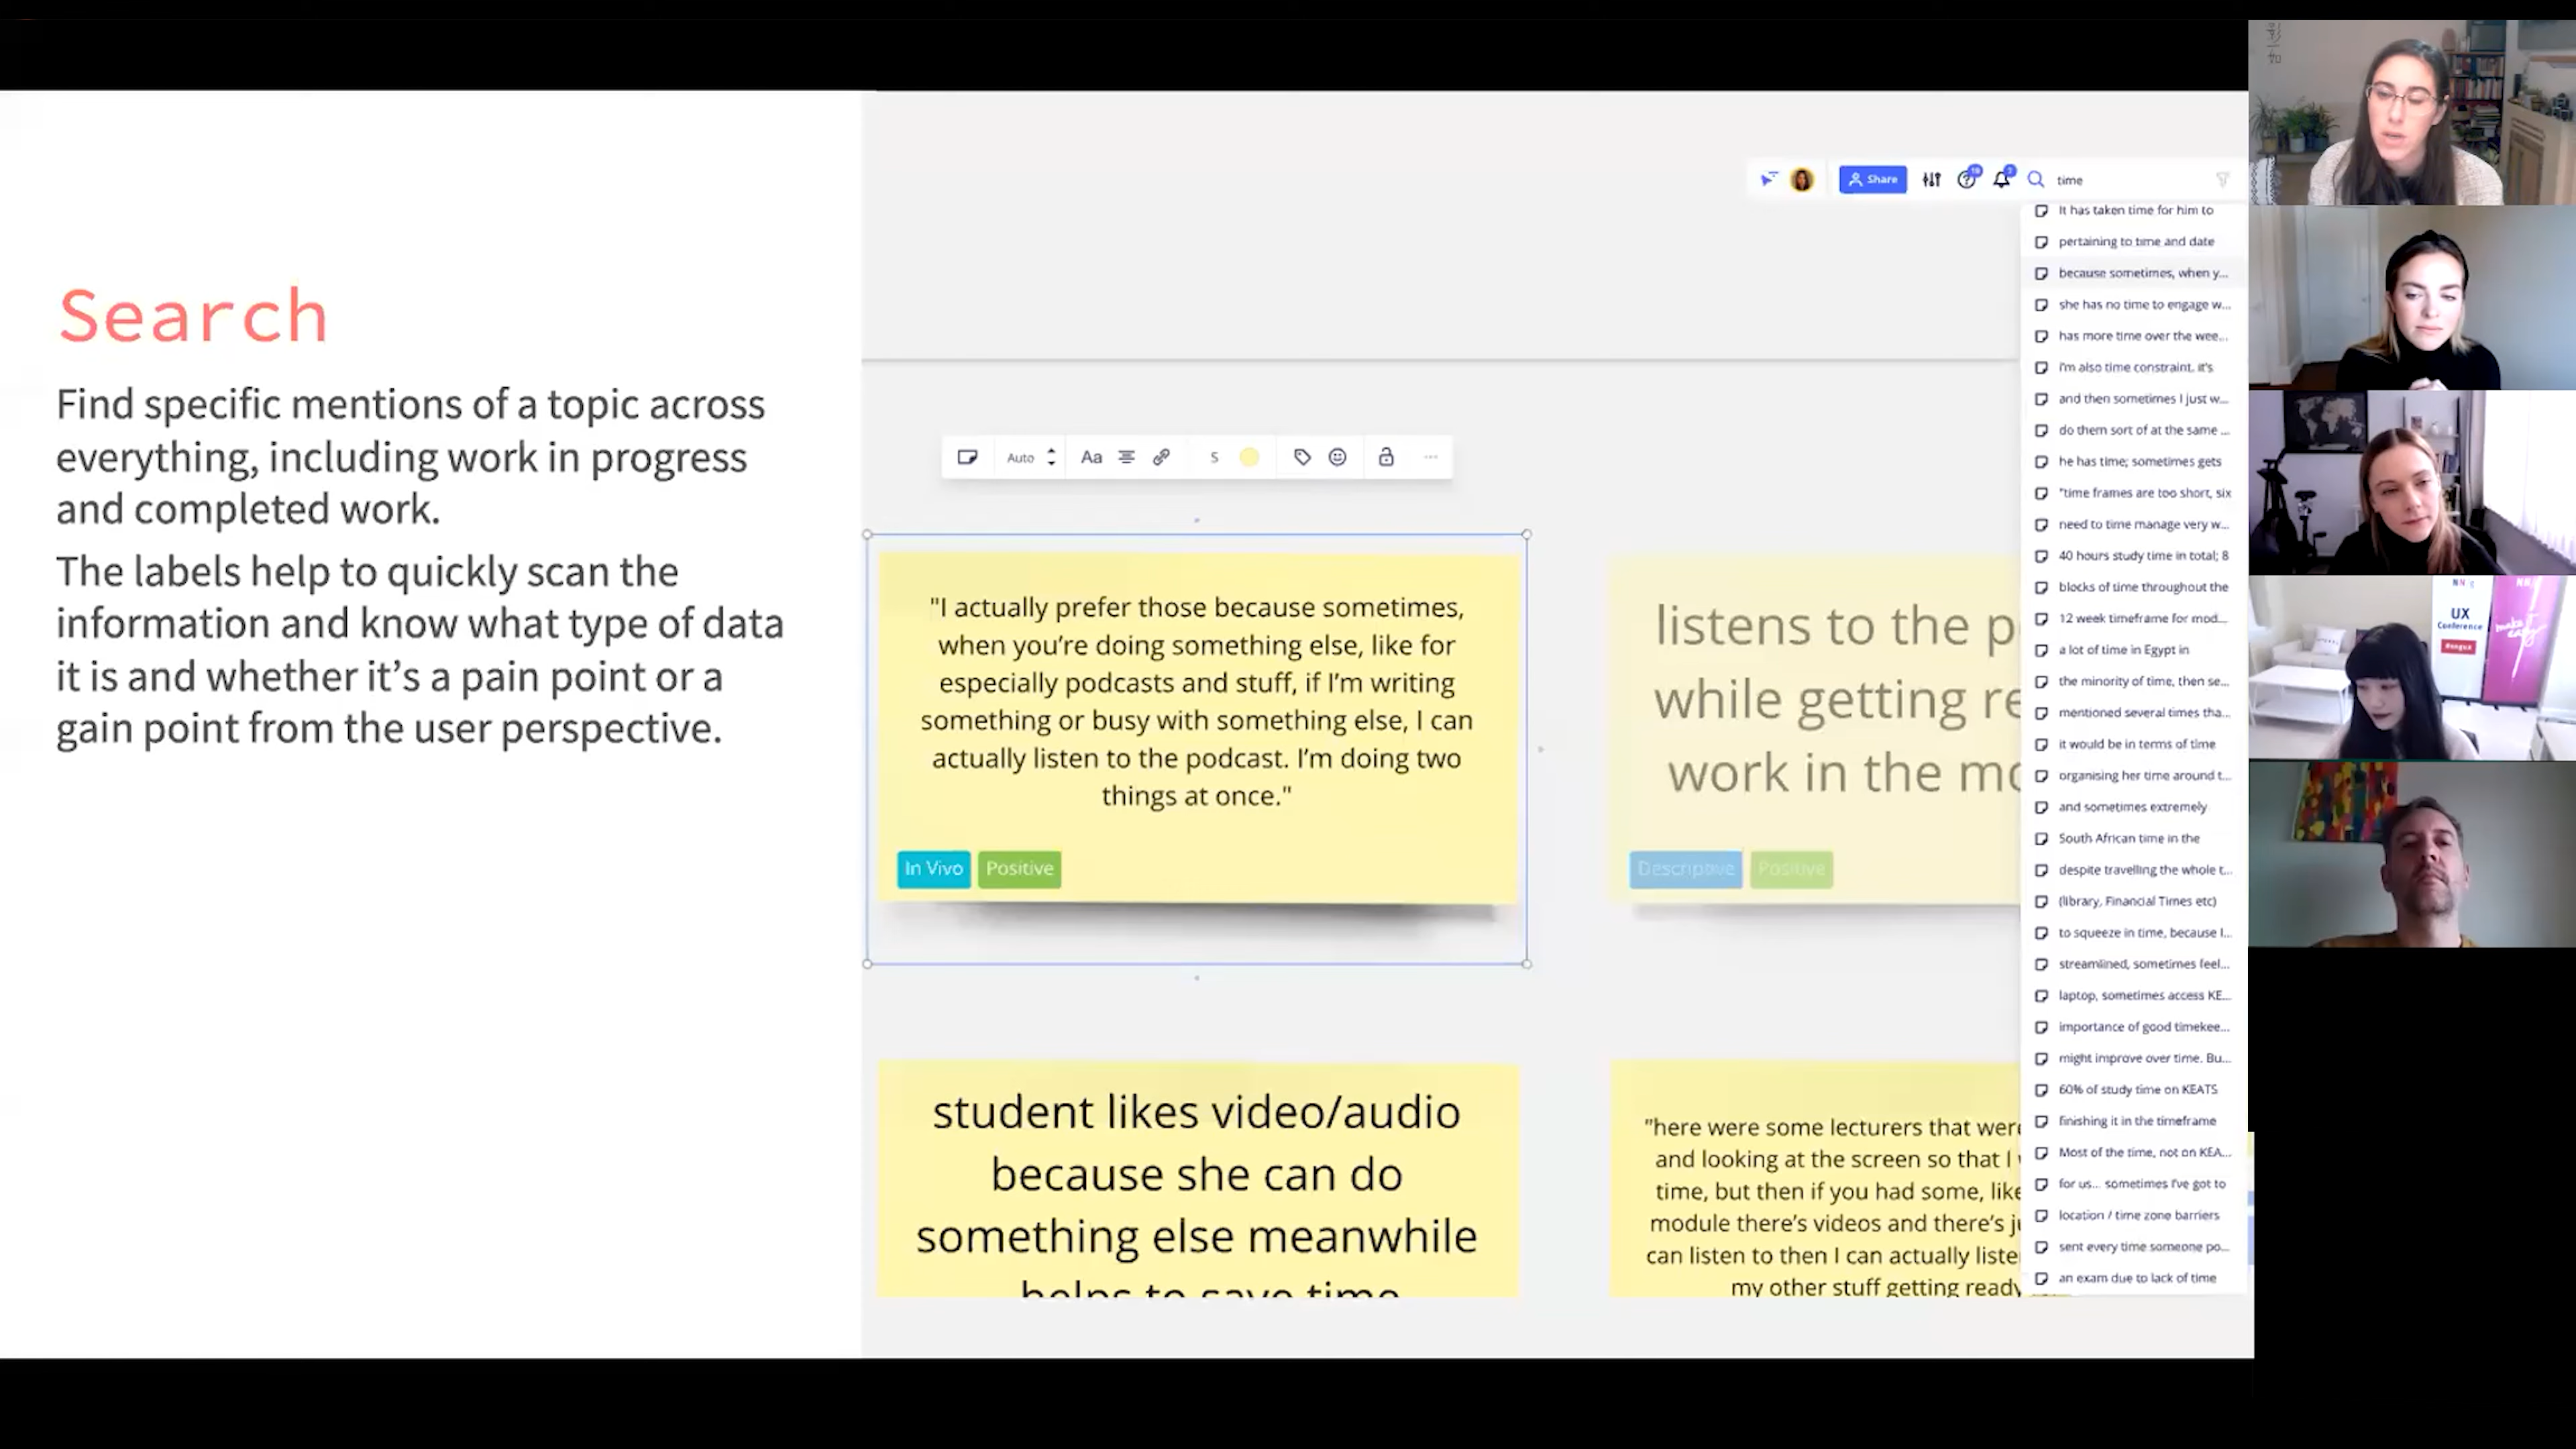 Search
Find specific mentions of a topic across
everything, including work in progress
and completed work.
The labels help to quickly scan the
information and know what type of data
it is and whether it’s a pain point or a
gain point from the user perspective.
Share
time
Auto
Aa
S
"I actually prefer those because sometimes,
when you’re doing something else, like for
especially podcasts and stuff, if I’m writing
something or busy with something else, I can
actually listen to the podcast. I’m doing two
things at once."
In Vivo Positive
listens to the p
while getting re
work in the mo
Descriptive Positive
student likes video/audio
because she can do
something else meanwhile
helps to save time
"here were some lecturers that were
and looking at the screen so that I
time, but then if you had some, like
module there’s videos and there’s ju
can listen to then I can actually liste
my other stuff getting ready
It has taken time for him to
pertaining to time and date
because sometimes, when y...
she has no time to engage w...
has more time over the wee...
i'm also time constraint. it's
and then sometimes I just w...
do them sort of at the same ...
he has time; sometimes gets
"time frames are too short, six
need to time manage very w...
40 hours study time in total; 8
blocks of time throughout the
12 week timeframe for mod...
a lot of time in Egypt in
the minority of time, then se...
mentioned several times tha...
it would be in terms of time
organising her time around t...
and sometimes extremely
South African time in the
despite travelling the whole t...
(library, Financial Times etc)
to squeeze in time, because I...
streamlined, sometimes feel...
laptop, sometimes access KE...
importance of good timekee...
might improve over time. Bu...
60% of study time on KEATS
finishing it in the timeframe
Most of the time, not on KEA...
for us... sometimes I've got to
location / time zone barriers
sent every time someone po...
an exam due to lack of time
UX
Conference
make it
easy